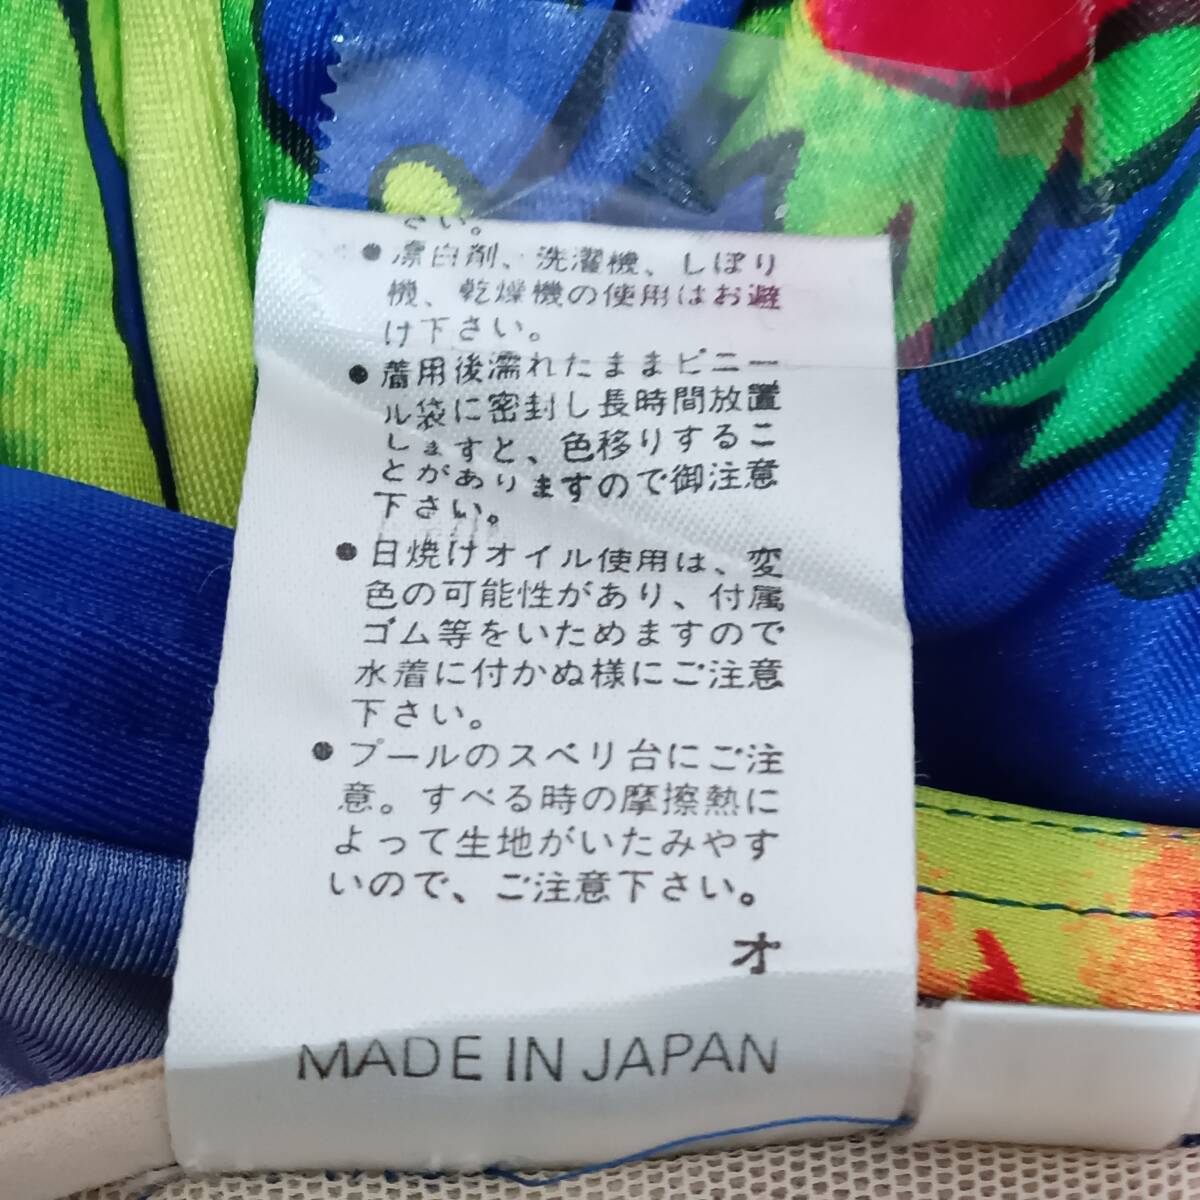 さい。
●漂白剤、洗濯機、しぼり
機、乾燥機の使用はお避
け下さい。
●着用後濡れたままビニー
ル袋に密封し長時間放置
しますと、色移りするこ
とがありますので御注意
下さい。
●日焼けオイル使用は、変
色の可能性があり、付属
ゴム等をいためますので
水着に付かぬ様にご注意
下さい。
●プールのスベリ台にご注
意。すべる時の摩擦熱に
よって生地がいたみやす
いので、ご注意下さい。
オ
MADE IN JAPAN